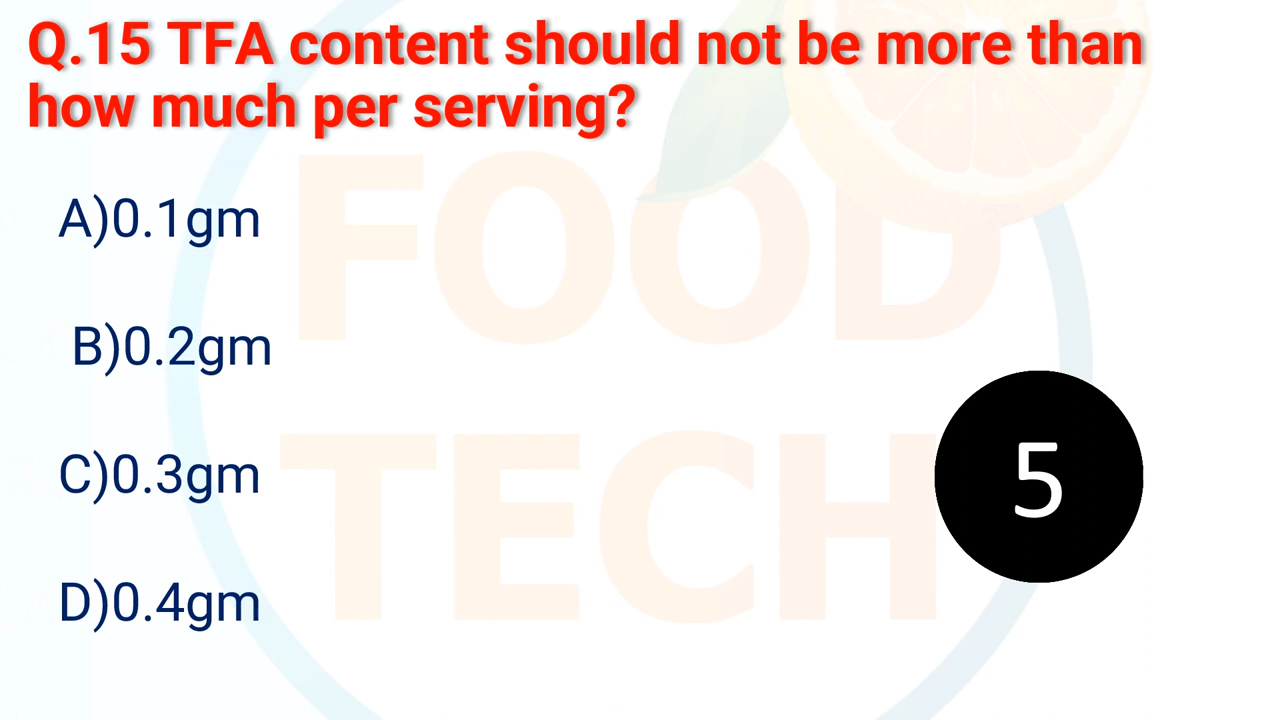 Q.15 TFA content should not be more than
how much per serving?
A)0.1gm
B)0.2gm
C)0.3gm
D)0.4gm
5
FOOD
TECH